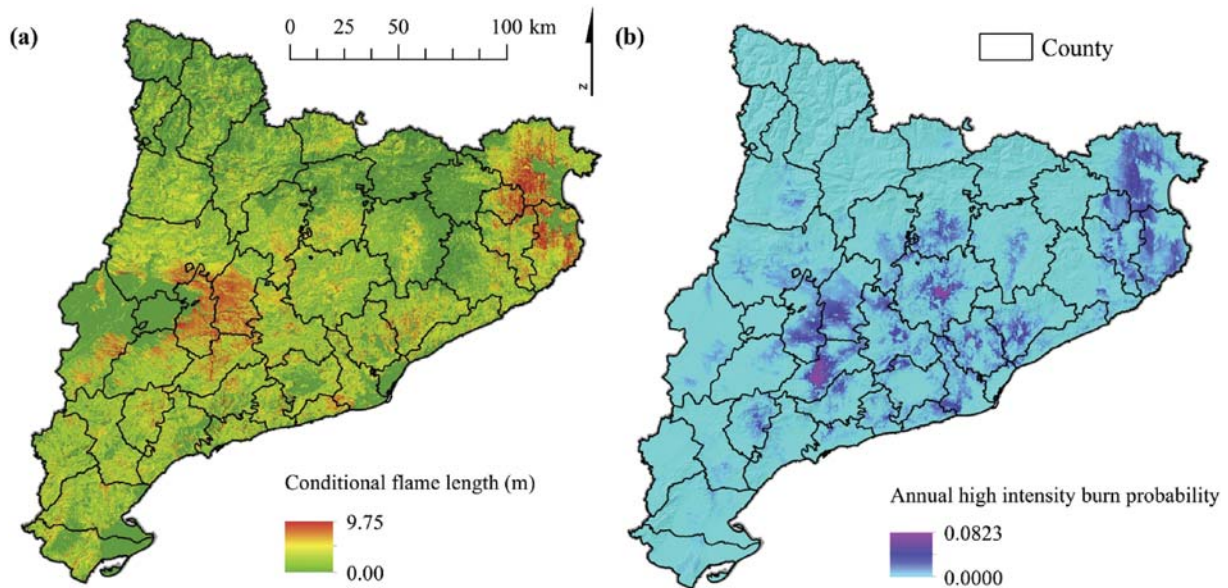 (a)
0 25 50 100 km
z
(b)
County
Conditional flame length (m)
9.75
0.00
Annual high intensity burn probability
0.0823
0.0000